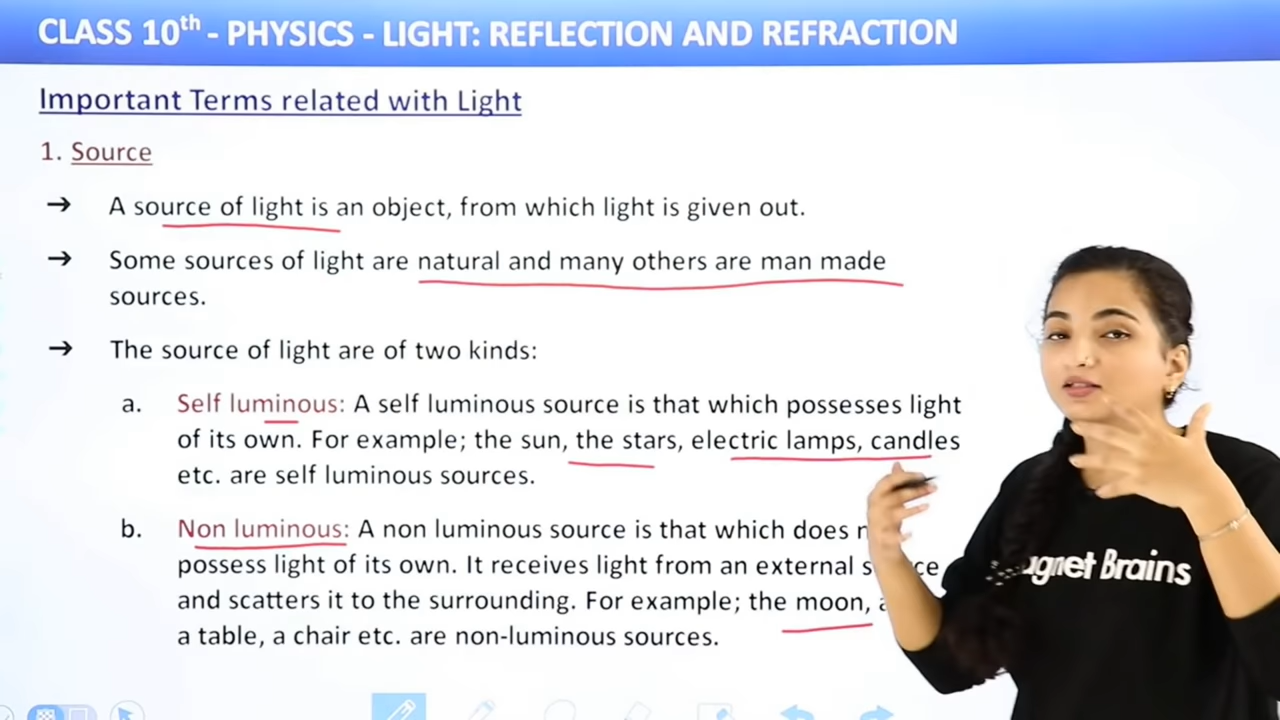 CLASS 10th - PHYSICS - LIGHT: REFLECTION AND REFRACTION
Important Terms related with Light
1. Source
→ A source of light is an object, from which light is given out.
→ Some sources of light are natural and many others are man made
sources.
→ The source of light are of two kinds:
a. Self luminous: A self luminous source is that which possesses light
of its own. For example; the sun, the stars, electric lamps, candles
etc. are self luminous sources.
b. Non luminous: A non luminous source is that which does
possess light of its own. It receives light from an external
and scatters it to the surrounding. For example; the moon,
a table, a chair etc. are non-luminous sources.
Brains